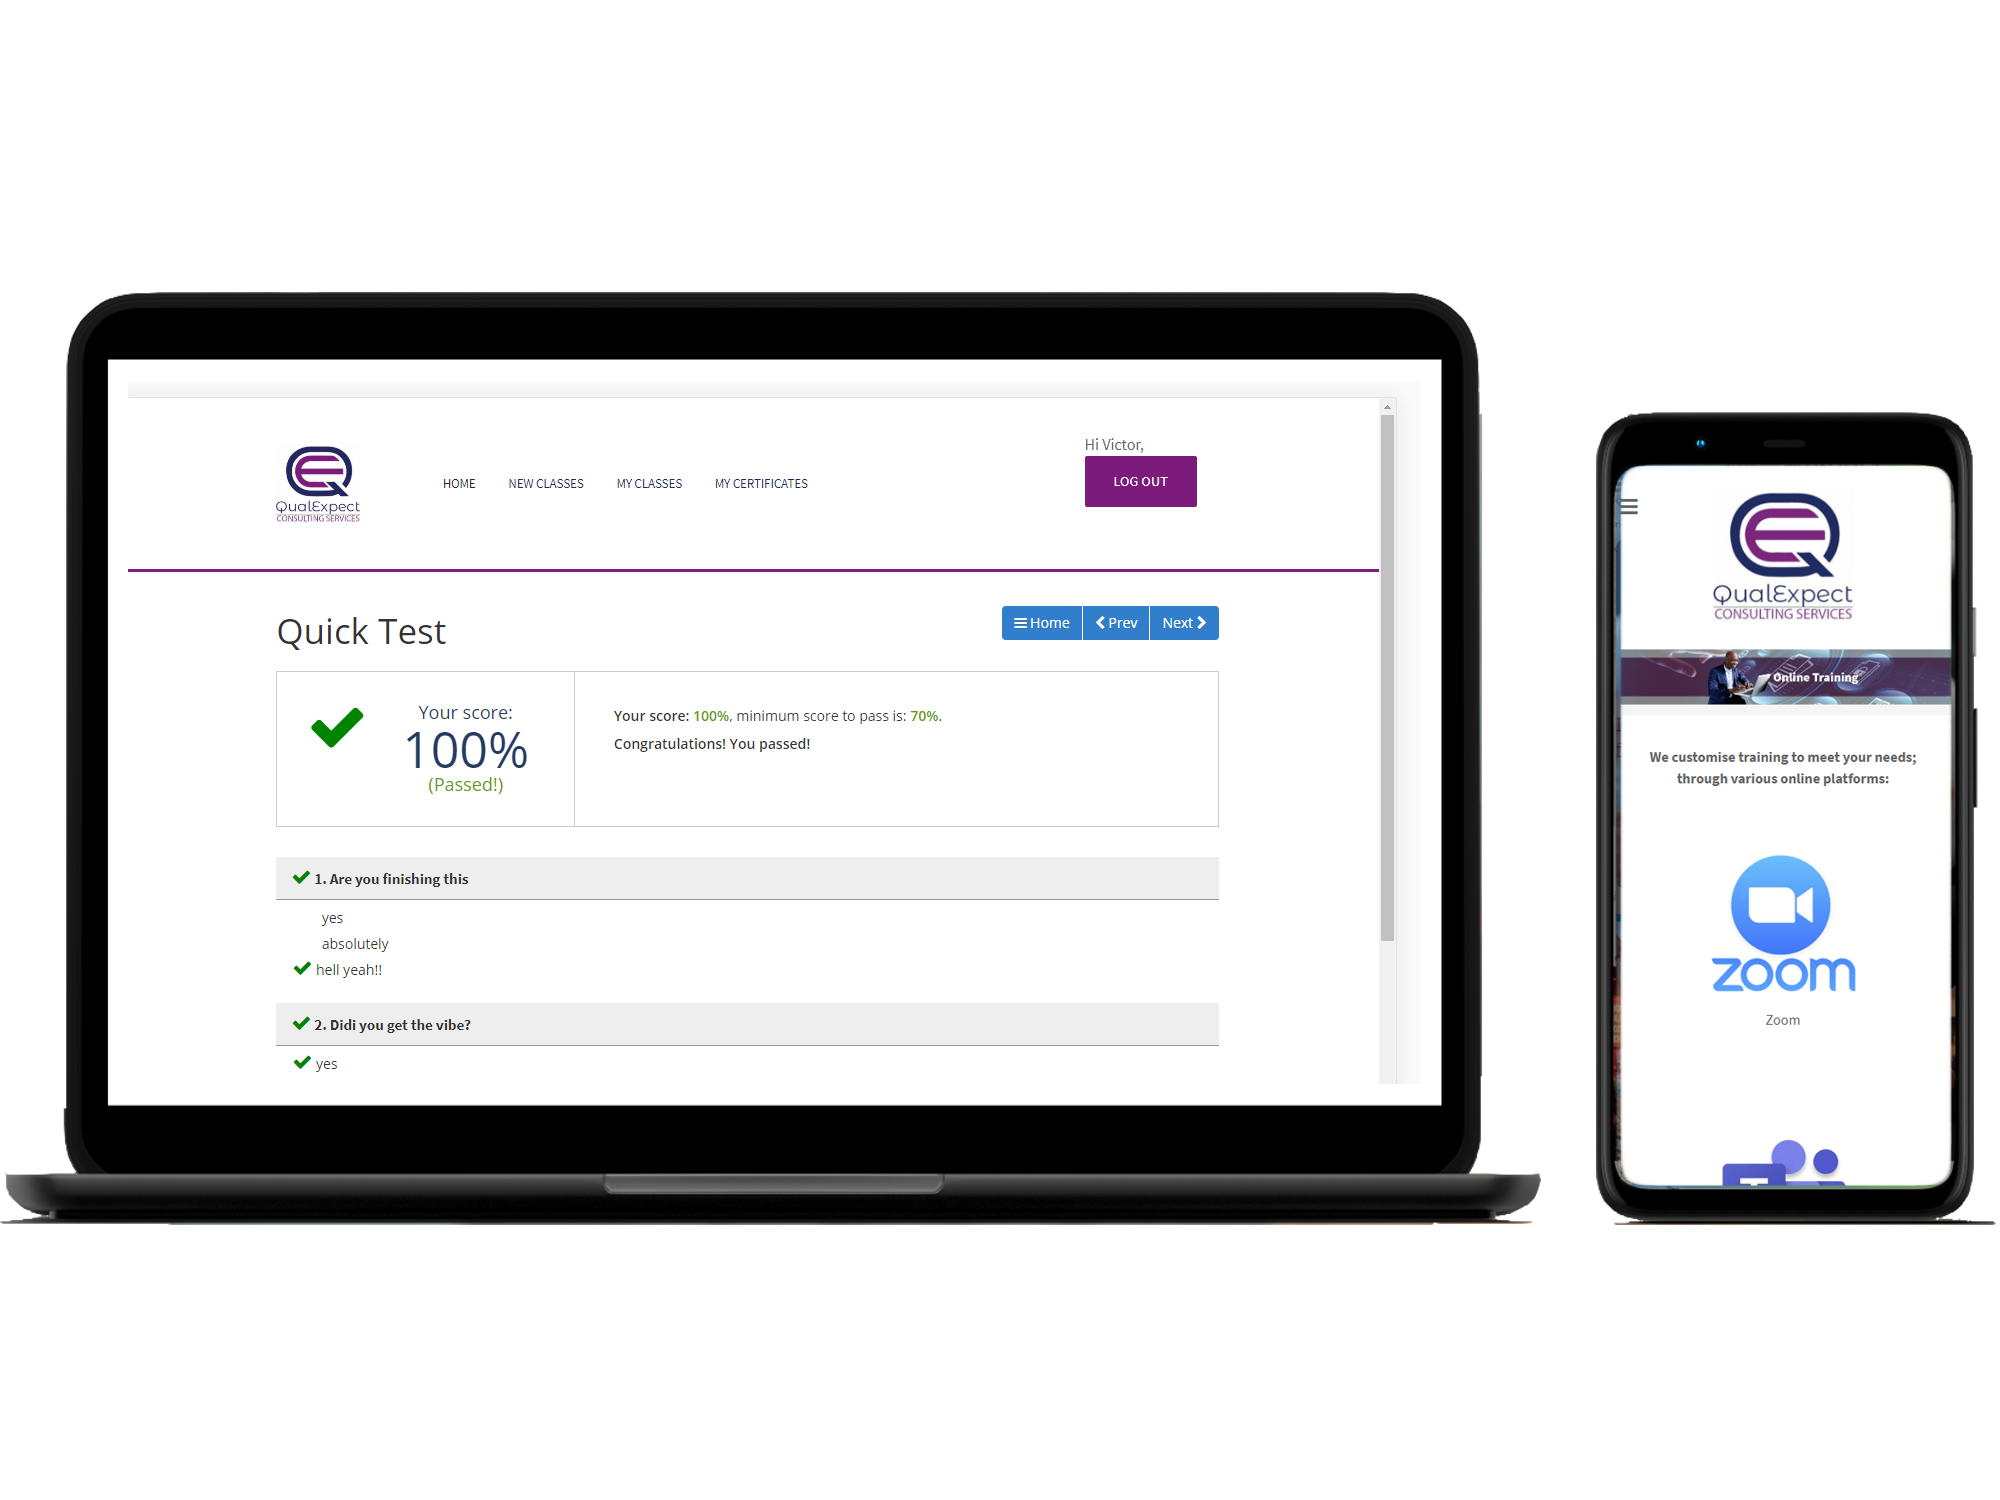 QualExpect
CONSULTING SERVICES
HOME
NEW CLASSES
MY CLASSES
MY CERTIFICATES
Hi Victor,
LOG OUT
Quick Test
Home
Prev
Next
Your score:
100%
(Passed!)
Your score: 100%, minimum score to pass is: 70%.
Congratulations! You passed!
1. Are you finishing this
yes
absolutely
hell yeah!!
2. Didi you get the vibe?
yes
QualExpect
CONSULTING SERVICES
Online Training
We customise training to meet your needs;
through various online platforms:
zoom
Zoom
T